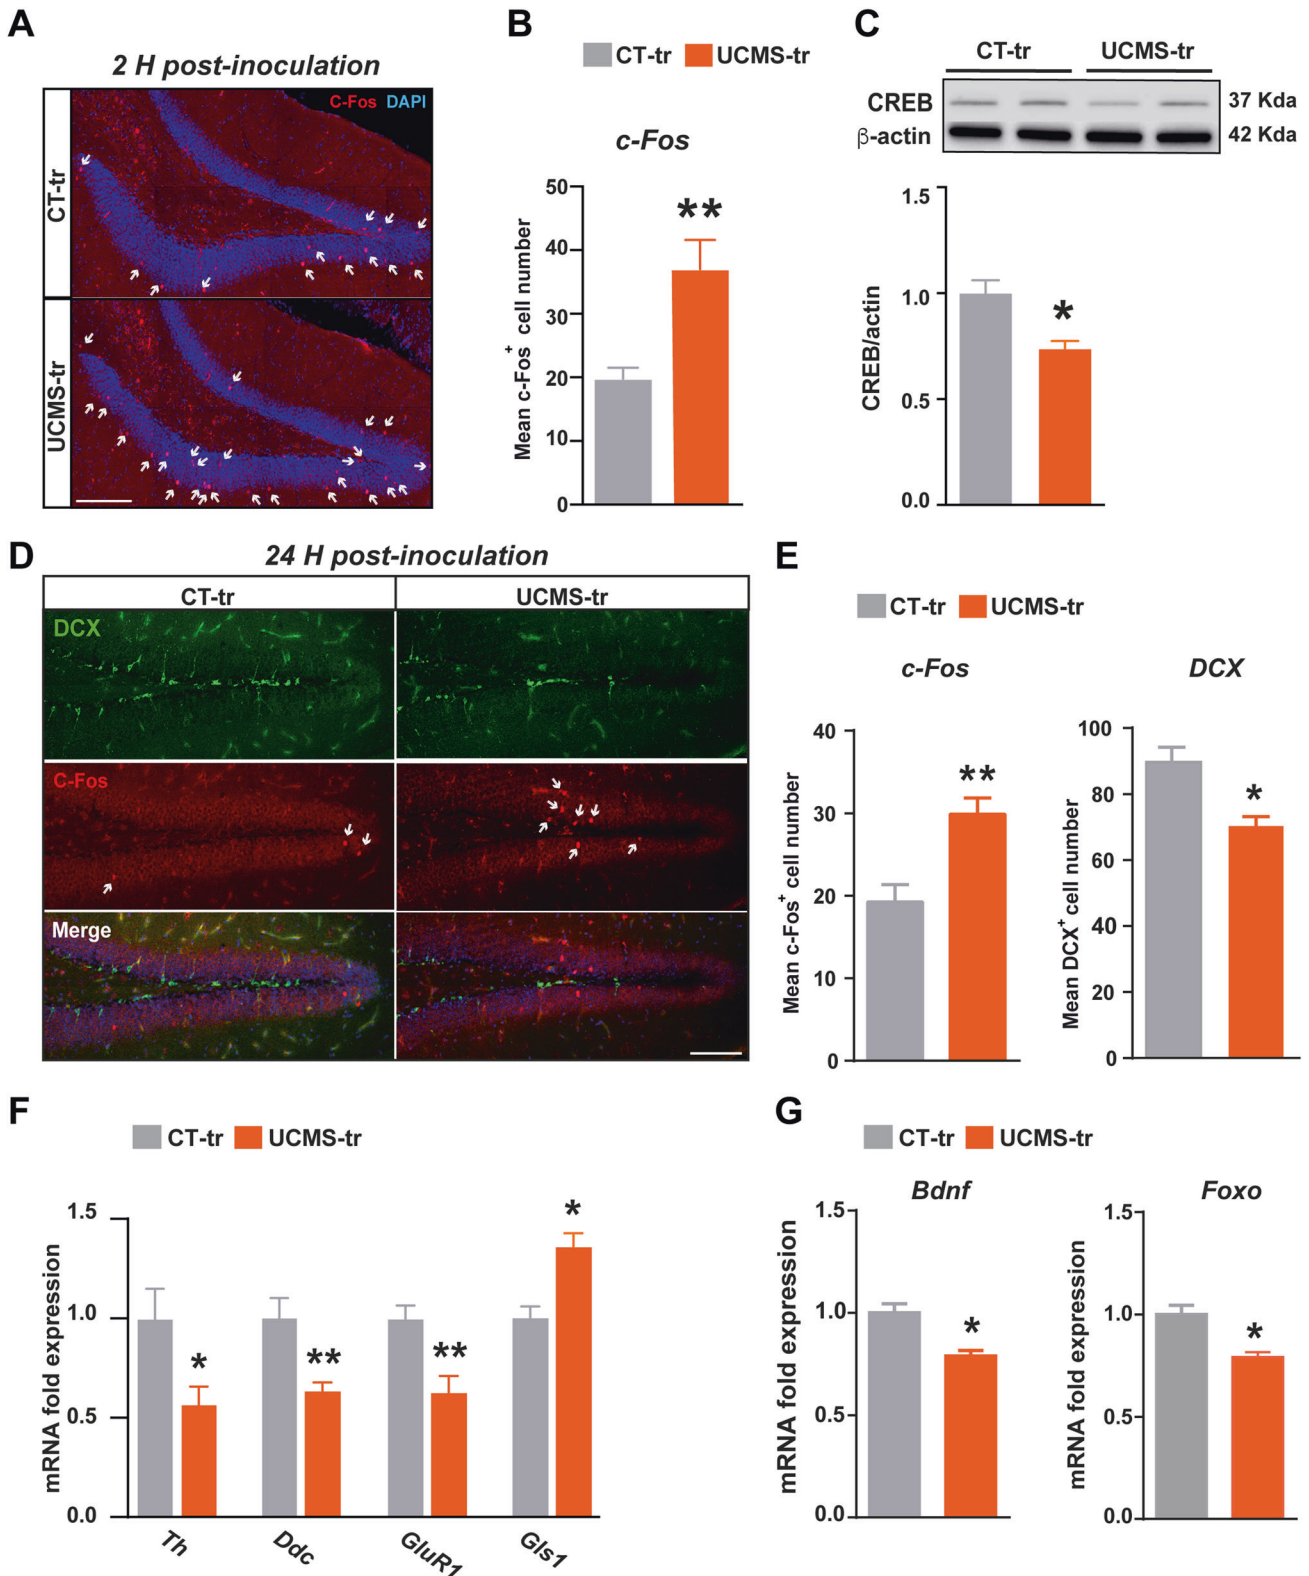 A
2 H post-inoculation
C-Fos DAPI
CT-tr
UCMS-tr
B
CT-tr UCMS-tr
c-Fos
Mean c-Fos+ cell number
50
40
30
20
10
0
**
C
CT-tr UCMS-tr
CREB 37 Kda
β-actin 42 Kda
CREB/actin
1.5
1.0
0.5
0.0
*
D
24 H post-inoculation
CT-tr UCMS-tr
DCX
C-Fos
Merge
E
CT-tr UCMS-tr
c-Fos
Mean c-Fos+ cell number
40
30
20
10
0
**
DCX
Mean DCX+ cell number
100
80
60
40
20
0
*
F
CT-tr UCMS-tr
mRNA fold expression
1.5
1.0
0.5
0.0
* ** ** *
Th Ddc GluR1 Gls1
G
CT-tr UCMS-tr
Bdnf
mRNA fold expression
1.5
1.0
0.5
0.0
*
Foxo
mRNA fold expression
1.5
1.0
0.5
0.0
*